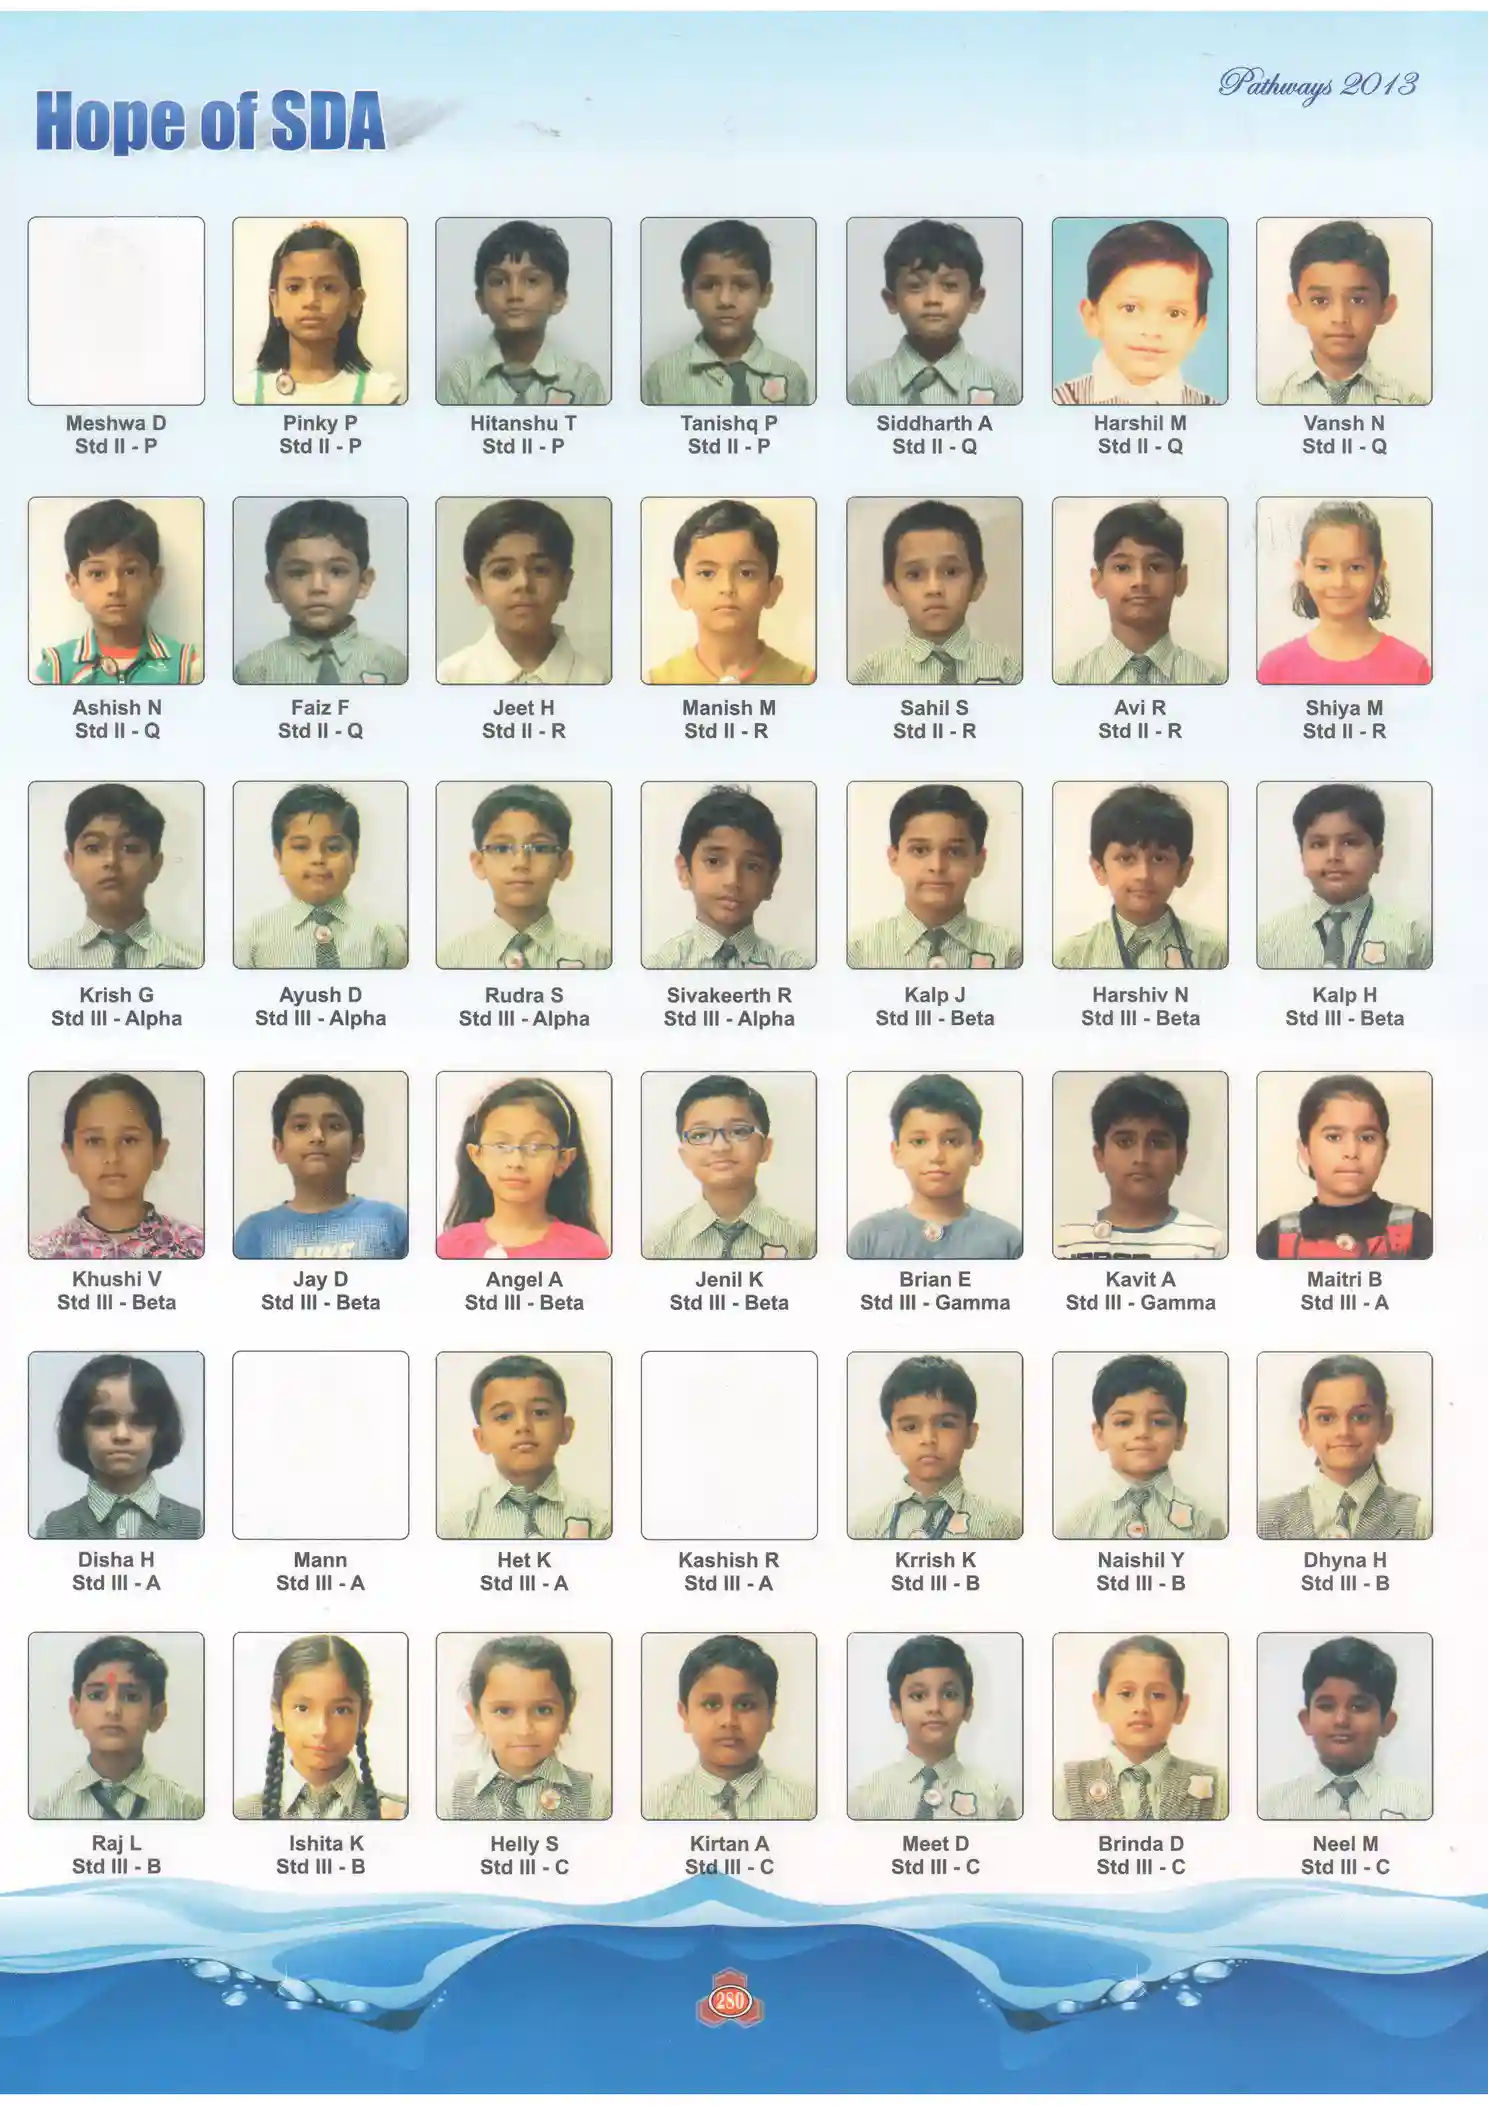 Pathways 2013
Hope of SDA
Meshwa D Pinky P Hitanshu T Tanishq P Siddharth A Harshil M Vansh N
Std II - P Std II - P Std II - P Std II - P Std II - Q Std II - Q Std II - Q
Ashish N Faiz F Jeet H Manish M Sahil S Avi R Shiya M
Std II - Q Std II - Q Std II - R Std II - R Std II - R Std II - R Std II - R
Krish G Ayush D Rudra S Sivakeerth R Kalp J Harshiv N Kalp H
Std III - Alpha Std III - Alpha Std III - Alpha Std III - Alpha Std III - Beta Std III - Beta Std III - Beta
Khushi V Jay D Angel A Jenil K Brian E Kavit A Maitri B
Std III - Beta Std III - Beta Std III - Beta Std III - Beta Std III - Gamma Std III - Gamma Std III - A
Disha H Mann Het K Kashish R Krrish K Naishil Y Dhyna H
Std III - A Std III - A Std III - A Std III - A Std III - B Std III - B Std III - B
Raj L Ishita K Helly S Kirtan A Meet D Brinda D Neel M
Std III - B Std III - B Std III - C Std III - C Std III - C Std III - C Std III - C
280